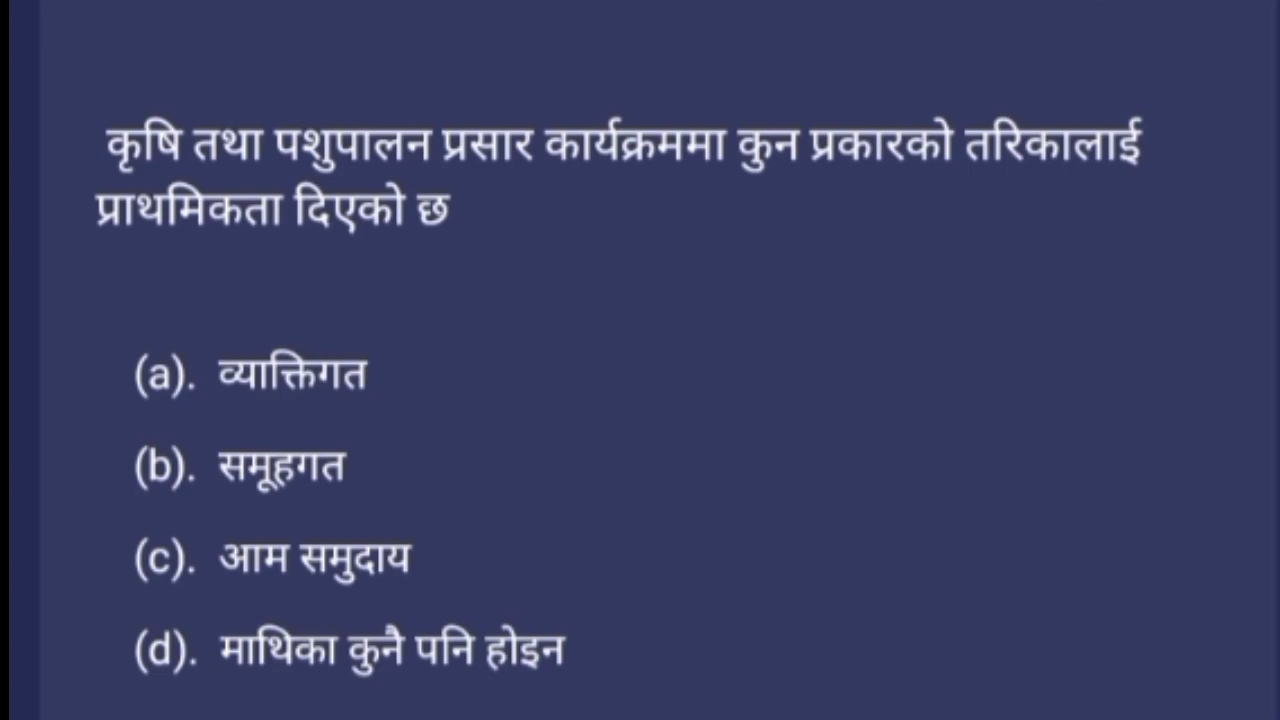 कृषि तथा पशुपालन प्रसार कार्यक्रममा कुन प्रकारको तरिकालाई
प्राथमिकता दिएको छ
(a). व्याक्तिगत
(b). समूहगत
(c). आम समुदाय
(d). माथिका कुनै पनि होइन